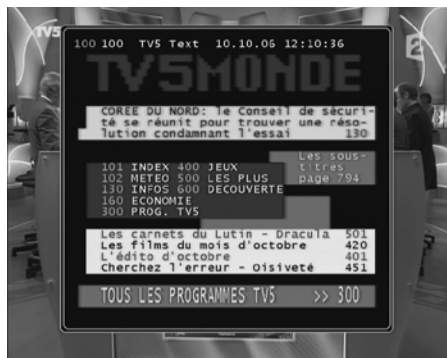 TV5
100 100 TV5 Text 10.10.06 12:10:36
2
TV5MONDE
COREE DU NORD: le Conseil de sécuri-
té se réunit pour trouver une réso-
lution condamnant l'essai 130
Les sous-
titres
page 794
101 INDEX 400 JEUX
102 METEO 500 LES PLUS
130 INFOS 600 DECOUVERTE
160 ECONOMIE
300 PROG. TV5
Les carnets du Lutin - Dracula 501
Les films du mois d'octobre 420
L'édito d'octobre 401
Cherchez l'erreur - Oisiveté 451
TOUS LES PROGRAMMES TV5 >> 300